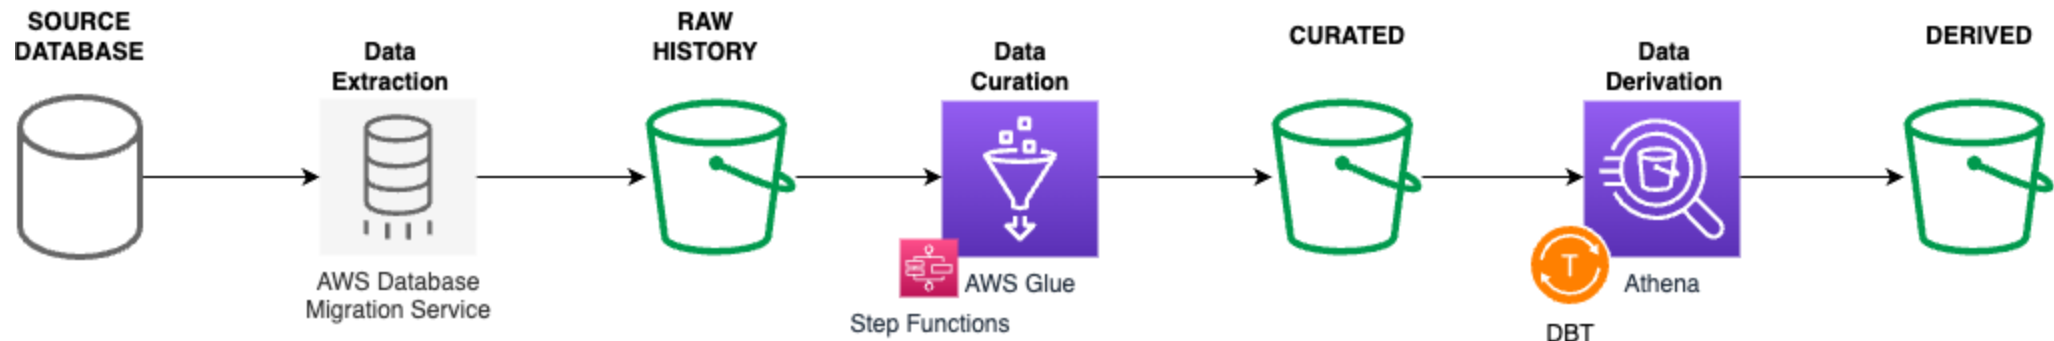 SOURCE
DATABASE
Data
Extraction
AWS Database
Migration Service
RAW
HISTORY
Data
Curation
AWS Glue
Step Functions
CURATED
Data
Derivation
T
Athena
DBT
DERIVED